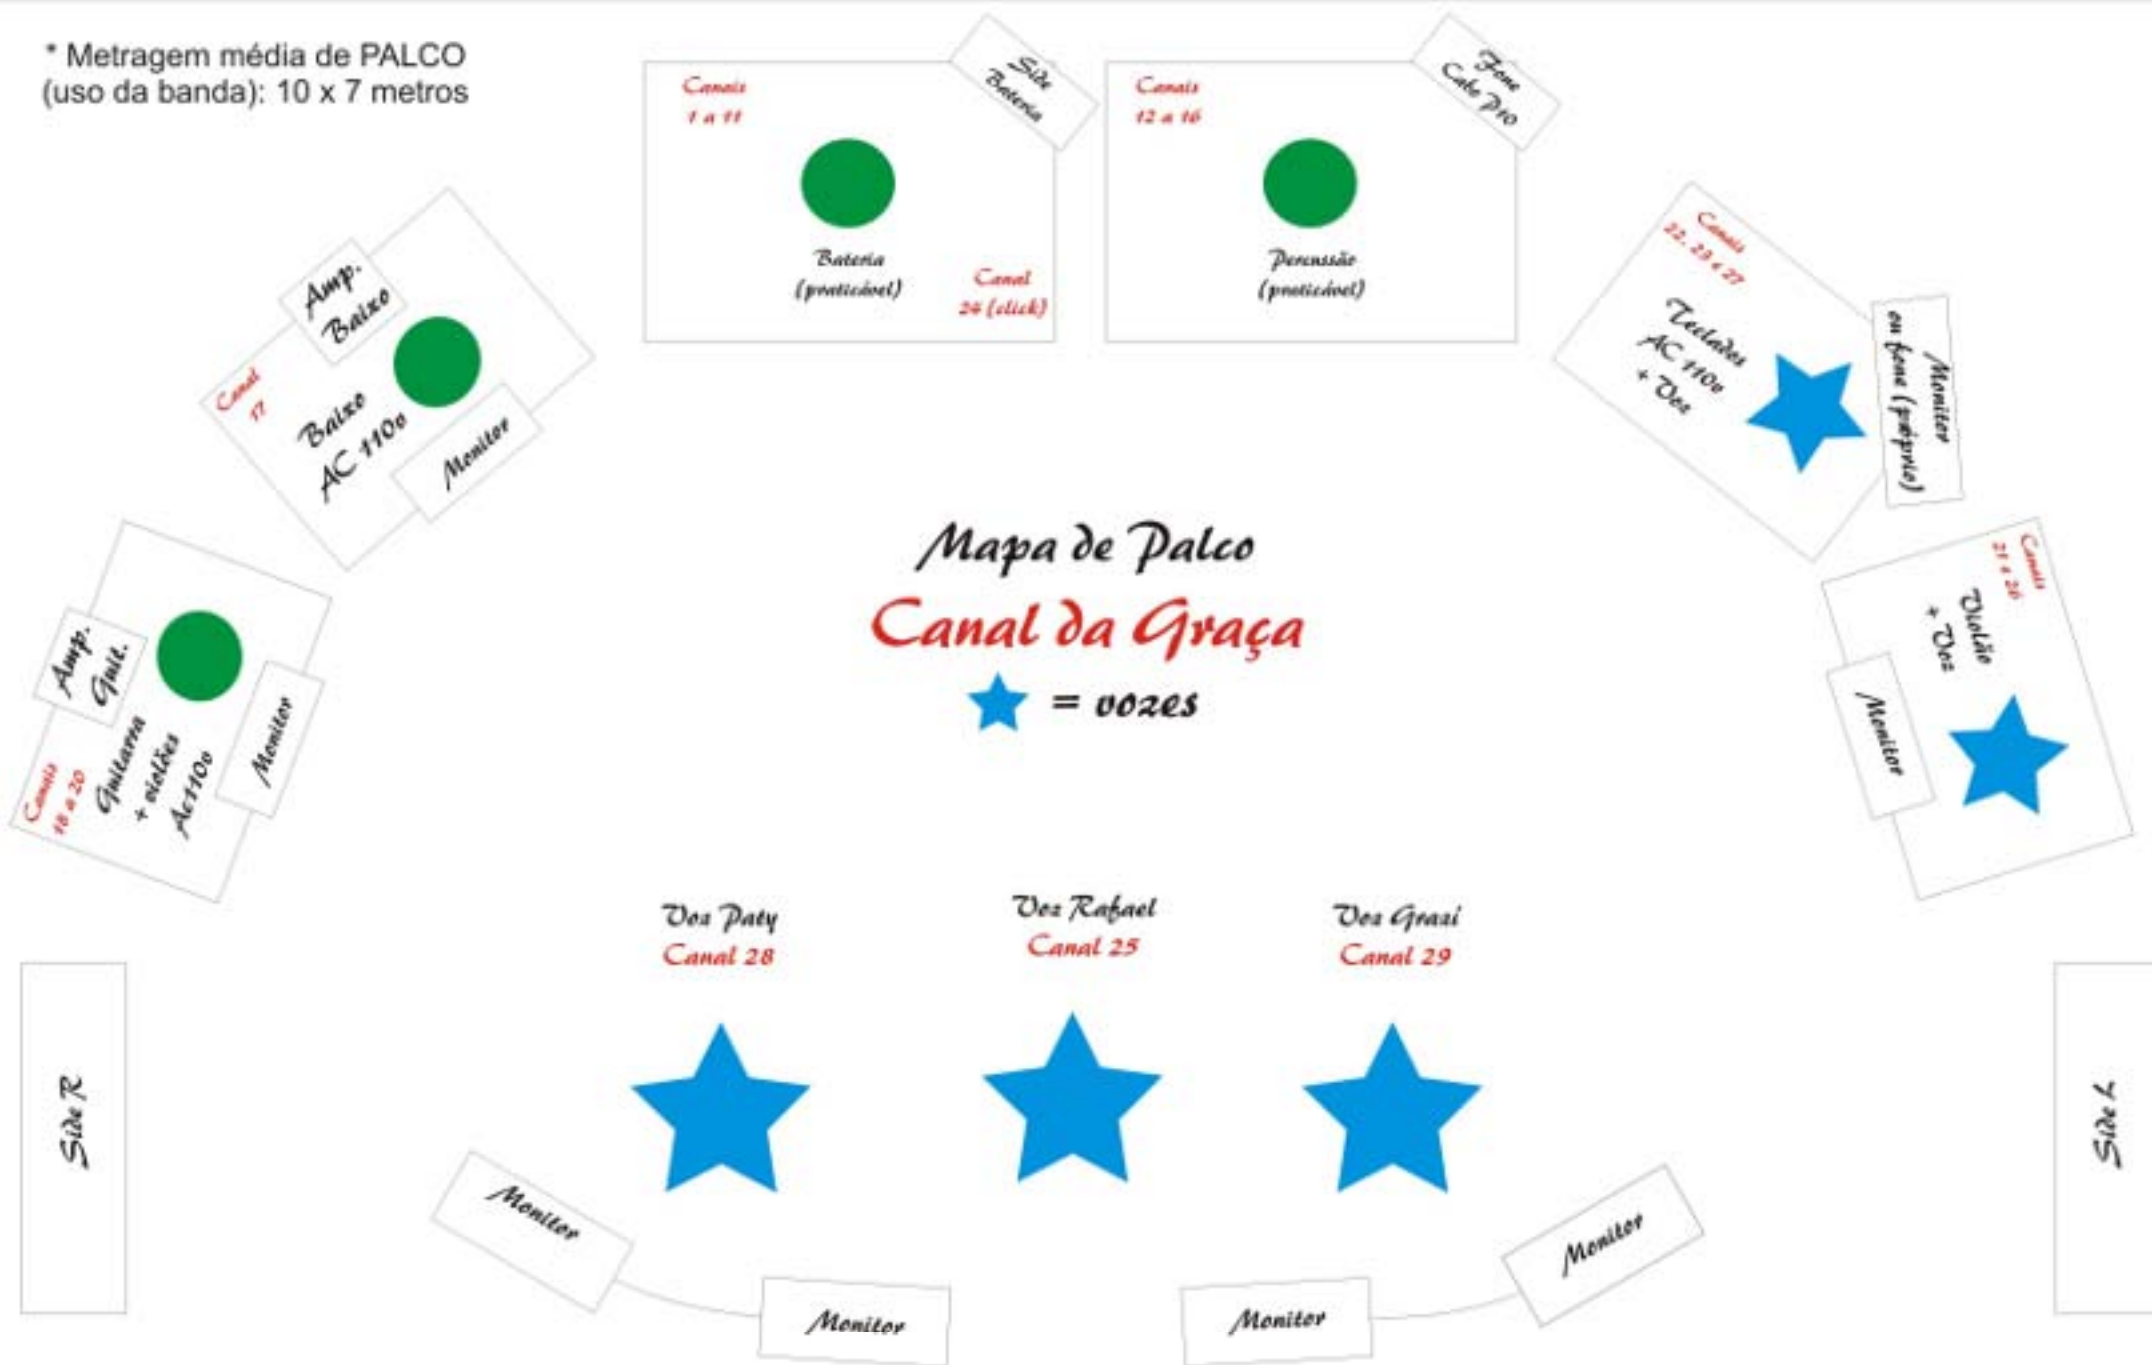 * Metragem média de PALCO
(uso da banda): 10 x 7 metros
Canais
1 a 11
Side
Bateria
Bateria
(praticável)
Canal
24 (click)
Canais
12 a 16
Fone
Cabo P10
Percussão
(praticável)
Amp.
Baixo
Canal
17
Baixo
AC 110v
Monitor
Canais
22, 23 e 27
Teclados
AC 110v
+ Voz
Monitor
ou fone (próprio)
Mapa de Palco
Canal da Graça
= vozes
Amp.
Guit.
Canais
18 a 20
Guitarra
+ violões
Ac110v
Monitor
Canais
21 e 26
Violão
+ Voz
Monitor
Voz Paty
Canal 28
Voz Rafael
Canal 25
Voz Grazi
Canal 29
Side R
Side L
Monitor
Monitor
Monitor
Monitor